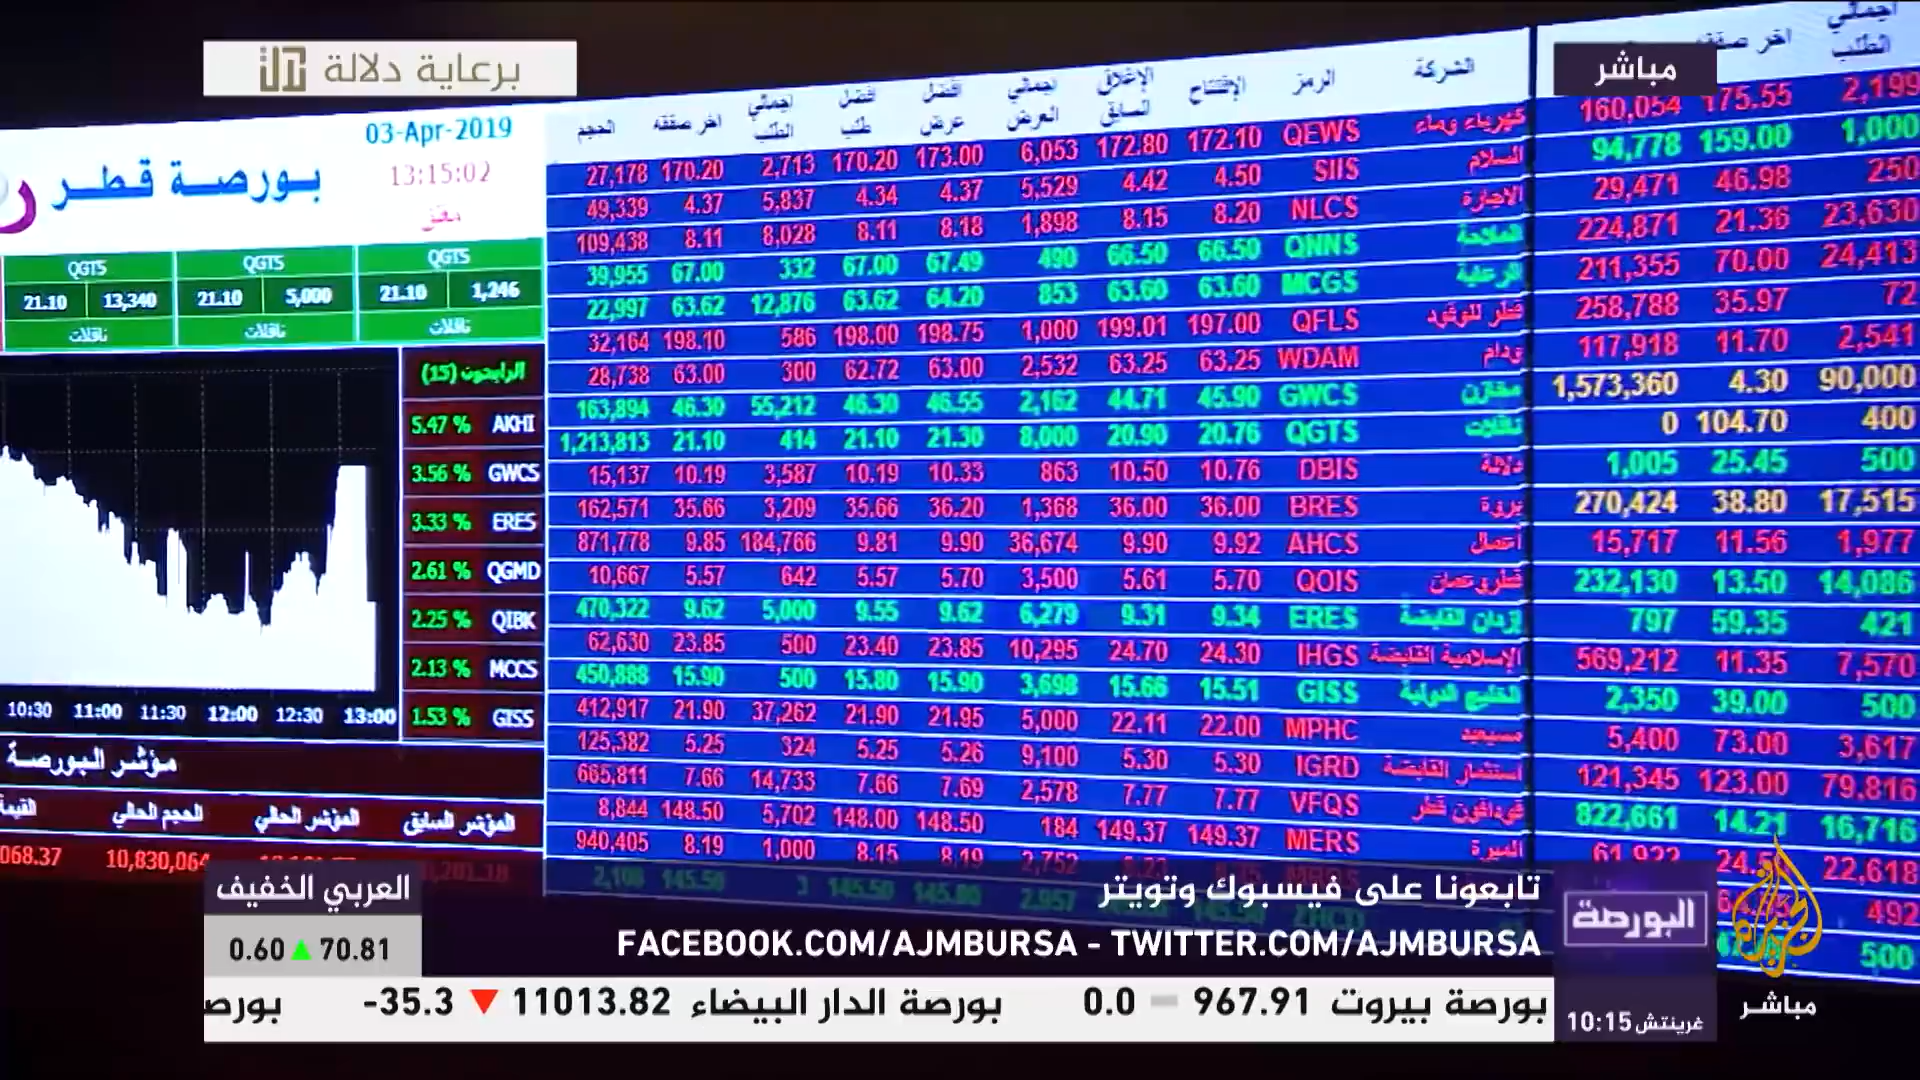 برعاية دلالة
مباشر
03-Apr-2019
13:15:02
مغلق
بورصة قطر
QGTS QGTS QGTS
21.10 13,340 21.10 5,000 21.10 1,246
ناقلات ناقلات ناقلات
الرابحون (15)
5.47 % AKHI
3.56 % GWCS
3.33 % ERES
2.61 % QGMD
2.25 % QIBK
2.13 % MCCS
1.53 % GISS
10:30 11:00 11:30 12:00 12:30 13:00
مؤشر البورصة
المؤشر السابق المؤشر الحالي الحجم الحالي
068.37 10,830,064
الشركة الرمز الإفتتاح الإغلاق السابق اجمالي العرض افضل عرض افضل طلب اجمالي الطلب اخر صفقة الحجم
27,178 170.20 2,713 170.20 173.00 6,053 172.80 172.10 QEWS كهرباء وماء
49,339 4.37 5,837 4.34 4.37 5,529 4.42 4.50 SIIS السلام
109,438 8.11 8,028 8.11 8.18 1,898 8.15 8.20 NLCS الاجارة
39,955 67.00 332 67.00 67.49 490 66.50 66.50 QNNS الملاحة
22,997 63.62 12,876 63.62 64.20 853 63.60 63.60 MCGS الرعاية
32,164 198.10 586 198.00 198.75 1,000 199.01 197.00 QFLS قطر للوقود
28,738 63.00 300 62.72 63.00 2,532 63.25 63.25 WDAM ودام
163,894 46.30 55,212 46.30 46.55 2,162 44.71 45.90 GWCS مخازن
1,213,813 21.10 414 21.10 21.30 8,000 20.90 20.76 QGTS ناقلات
15,137 10.19 3,587 10.19 10.33 863 10.50 10.76 DBIS دلالة
162,571 35.66 3,209 35.66 36.20 1,368 36.00 36.00 BRES بروة
871,778 9.85 184,766 9.81 9.90 36,674 9.90 9.92 AHCS أعمال
10,667 5.57 642 5.57 5.70 3,500 5.61 5.70 QOIS قطر وعمان
470,322 9.62 5,000 9.55 9.62 6,279 9.31 9.34 ERES إزدان القابضة
62,630 23.85 500 23.40 23.85 10,295 24.70 24.30 IHGS الإسلامية القابضة
450,888 15.90 500 15.80 15.90 3,698 15.66 15.51 GISS الخليج الدولية
412,917 21.90 37,262 21.90 21.95 5,000 22.11 22.00 MPHC مسيعيد
125,382 5.25 324 5.25 5.26 9,100 5.30 5.30 IGRD استثمار القابضة
665,811 7.66 14,733 7.66 7.69 2,578 7.77 7.77 VFQS فودافون قطر
8,844 148.50 5,702 148.00 148.50 184 149.37 149.37 MERS الميرة
940,405 8.19 1,000 8.15 8.19 2,752
2,108 145.50 3 145.50 145.00 2,957
اخر صفقة اجمالي الطلب
160,054 175.55 2,199
94,778 159.00 1,000
29,471 46.98 250
224,871 21.36 23,630
211,355 70.00 24,413
258,788 35.97 72
117,918 11.70 2,541
1,573,360 4.30 90,000
0 104.70 400
1,005 25.45 500
270,424 38.80 17,515
15,717 11.56 1,977
232,130 13.50 14,086
797 59.35 421
569,212 11.35 7,570
2,350 39.00 500
5,400 73.00 3,617
121,345 123.00 79,816
822,661 14.21 16,716
61,922 22,618
492
500
العربي الخفيف
0.60 ▲ 70.81
تابعونا على فيسبوك وتويتر
FACEBOOK.COM/AJMBURSA - TWITTER.COM/AJMBURSA
البورصة
الجزيرة
مباشر
بورصة بيروت 967.91 0.0 بورصة الدار البيضاء 11013.82 ▼ -35.3 بورص
10:15 غرينتش